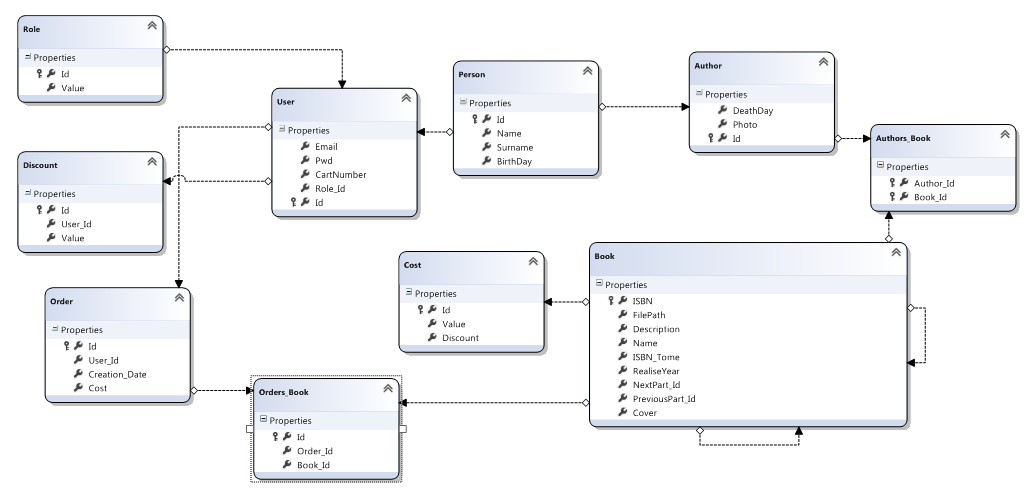 Role
Properties
Id
Value
User
Properties
Email
Pwd
CartNumber
Role_Id
Id
Person
Properties
Id
Name
Surname
BirthDay
Author
Properties
DeathDay
Photo
Id
Authors_Book
Properties
Author_Id
Book_Id
Discount
Properties
Id
User_Id
Value
Order
Properties
Id
User_Id
Creation_Date
Cost
Cost
Properties
Id
Value
Discount
Book
Properties
ISBN
FilePath
Description
Name
ISBN_Tome
RealiseYear
NextPart_Id
PreviousPart_Id
Cover
Orders_Book
Properties
Id
Order_Id
Book_Id